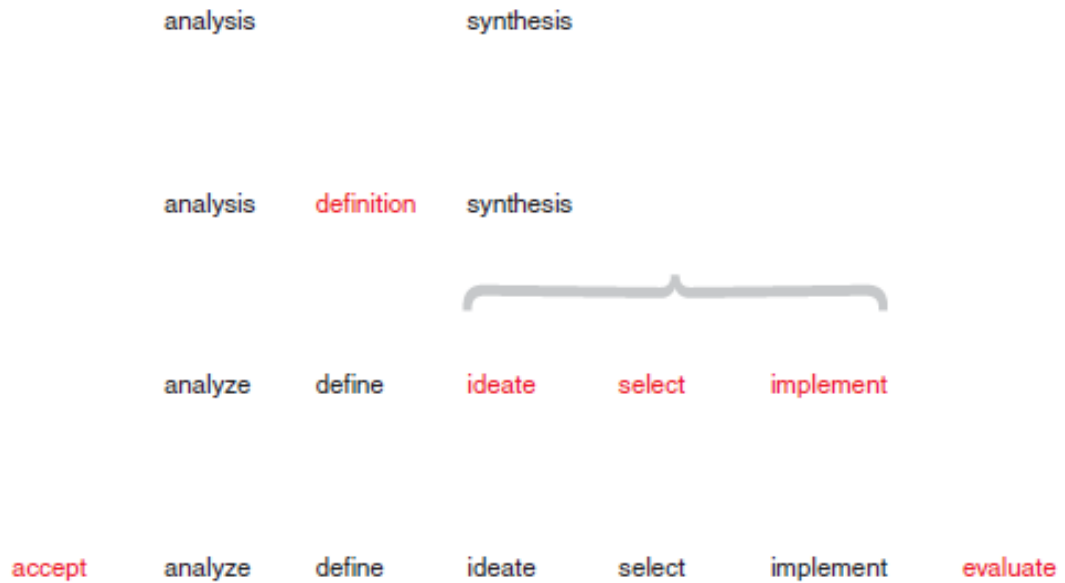 analysis synthesis
analysis definition synthesis
analyze define ideate select implement
accept analyze define ideate select implement evaluate